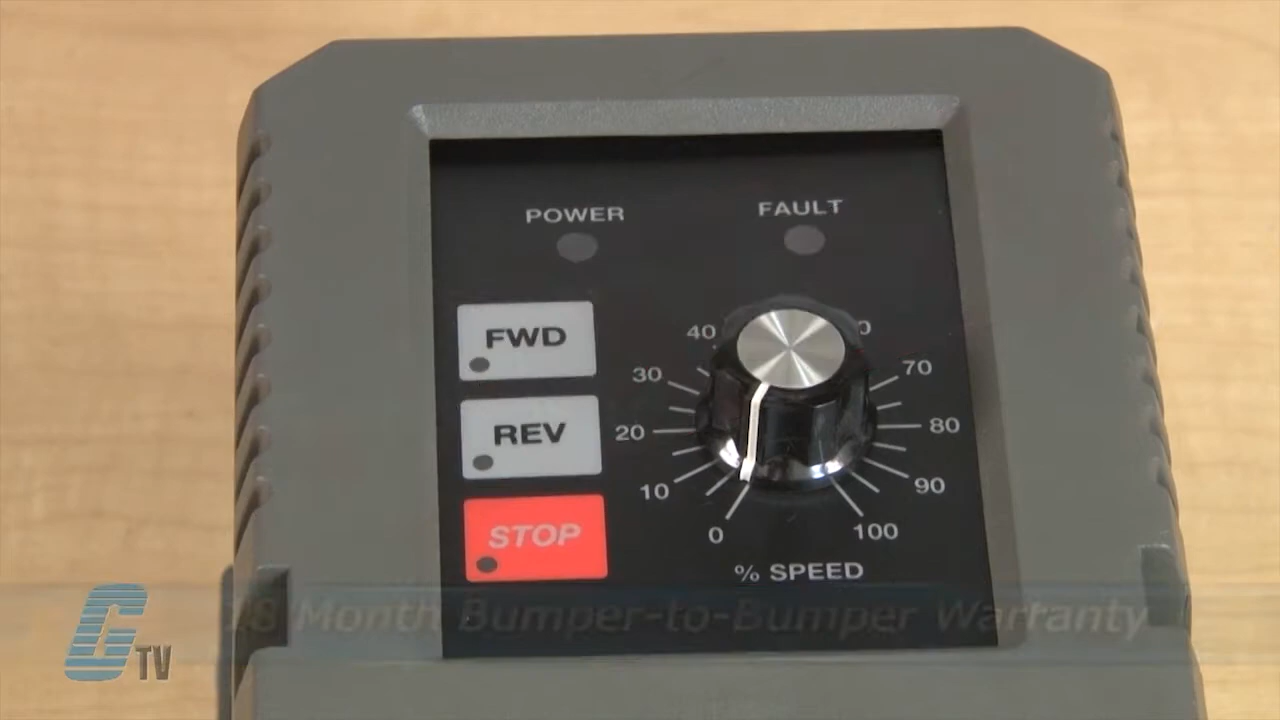 POWER
FAULT
FWD
REV
STOP
0
10
20
30
40
0
70
80
90
100
% SPEED
18 Month Bumper-to-Bumper Warranty
G TV